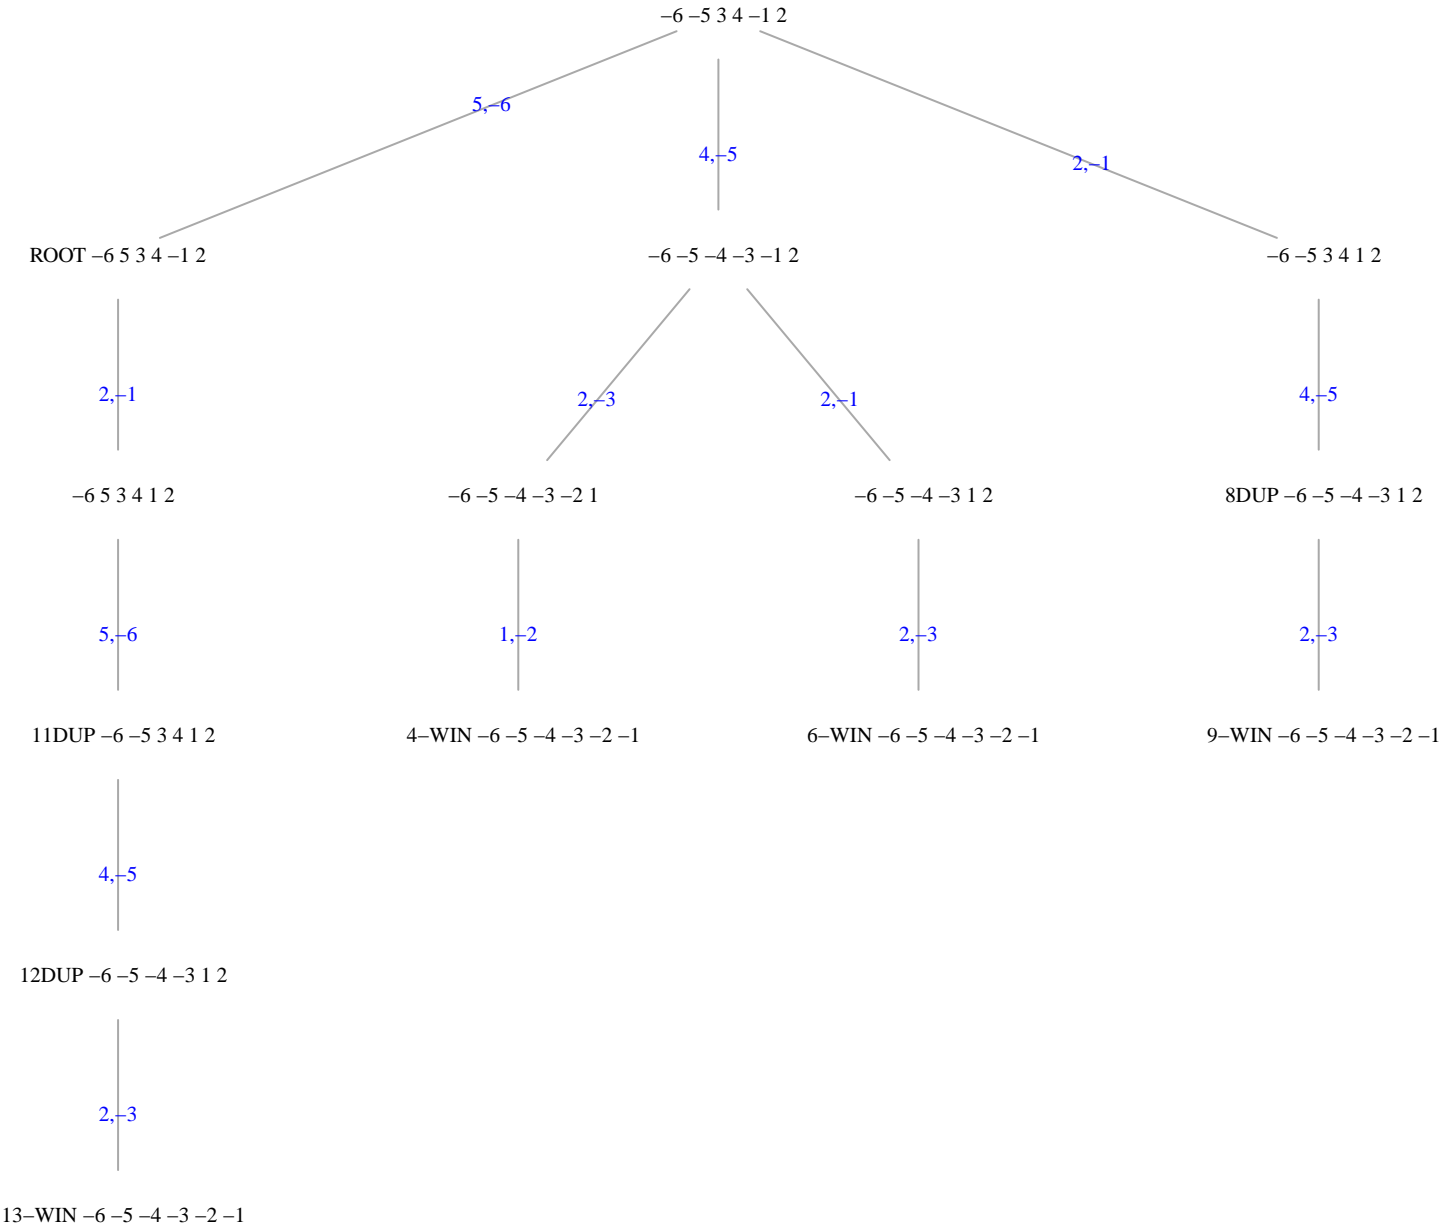 −6 −5 3 4 −1 2
5,−6
4,−5
2,−1
ROOT −6 5 3 4 −1 2
−6 −5 −4 −3 −1 2
−6 −5 3 4 1 2
2,−1
2,−3
2,−1
4,−5
−6 5 3 4 1 2
−6 −5 −4 −3 −2 1
−6 −5 −4 −3 1 2
8DUP −6 −5 −4 −3 1 2
5,−6
1,−2
2,−3
2,−3
11DUP −6 −5 3 4 1 2
4−WIN −6 −5 −4 −3 −2 −1
6−WIN −6 −5 −4 −3 −2 −1
9−WIN −6 −5 −4 −3 −2 −1
4,−5
12DUP −6 −5 −4 −3 1 2
2,−3
13−WIN −6 −5 −4 −3 −2 −1